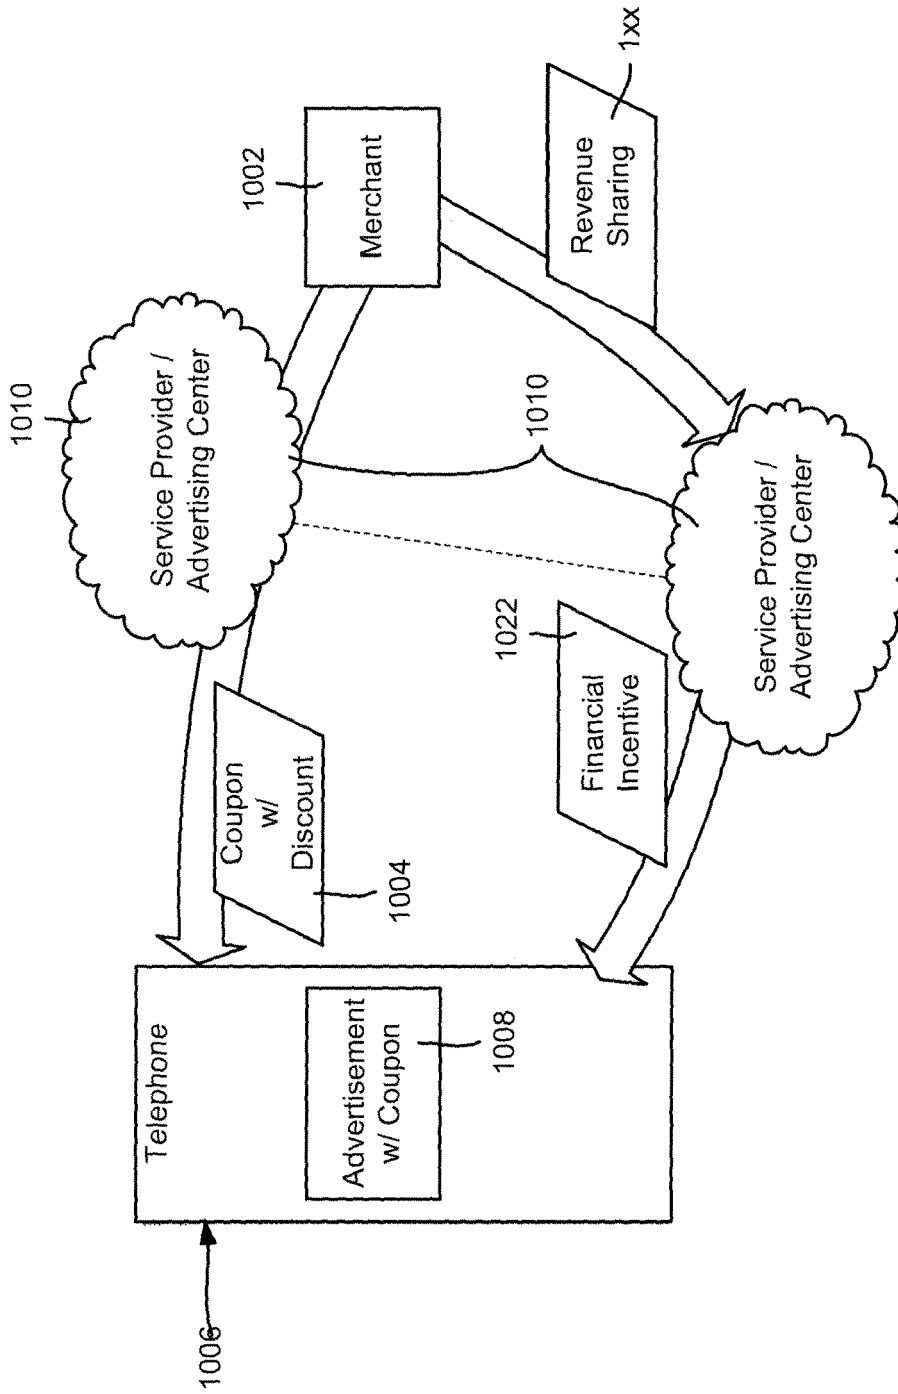 1006
Telephone
Advertisement
w/ Coupon
1008
Coupon
w/
Discount
1004
Financial
Incentive
1022
1010
Service Provider /
Advertising Center
1010
Service Provider /
Advertising Center
1002
Merchant
Revenue
Sharing
1xx